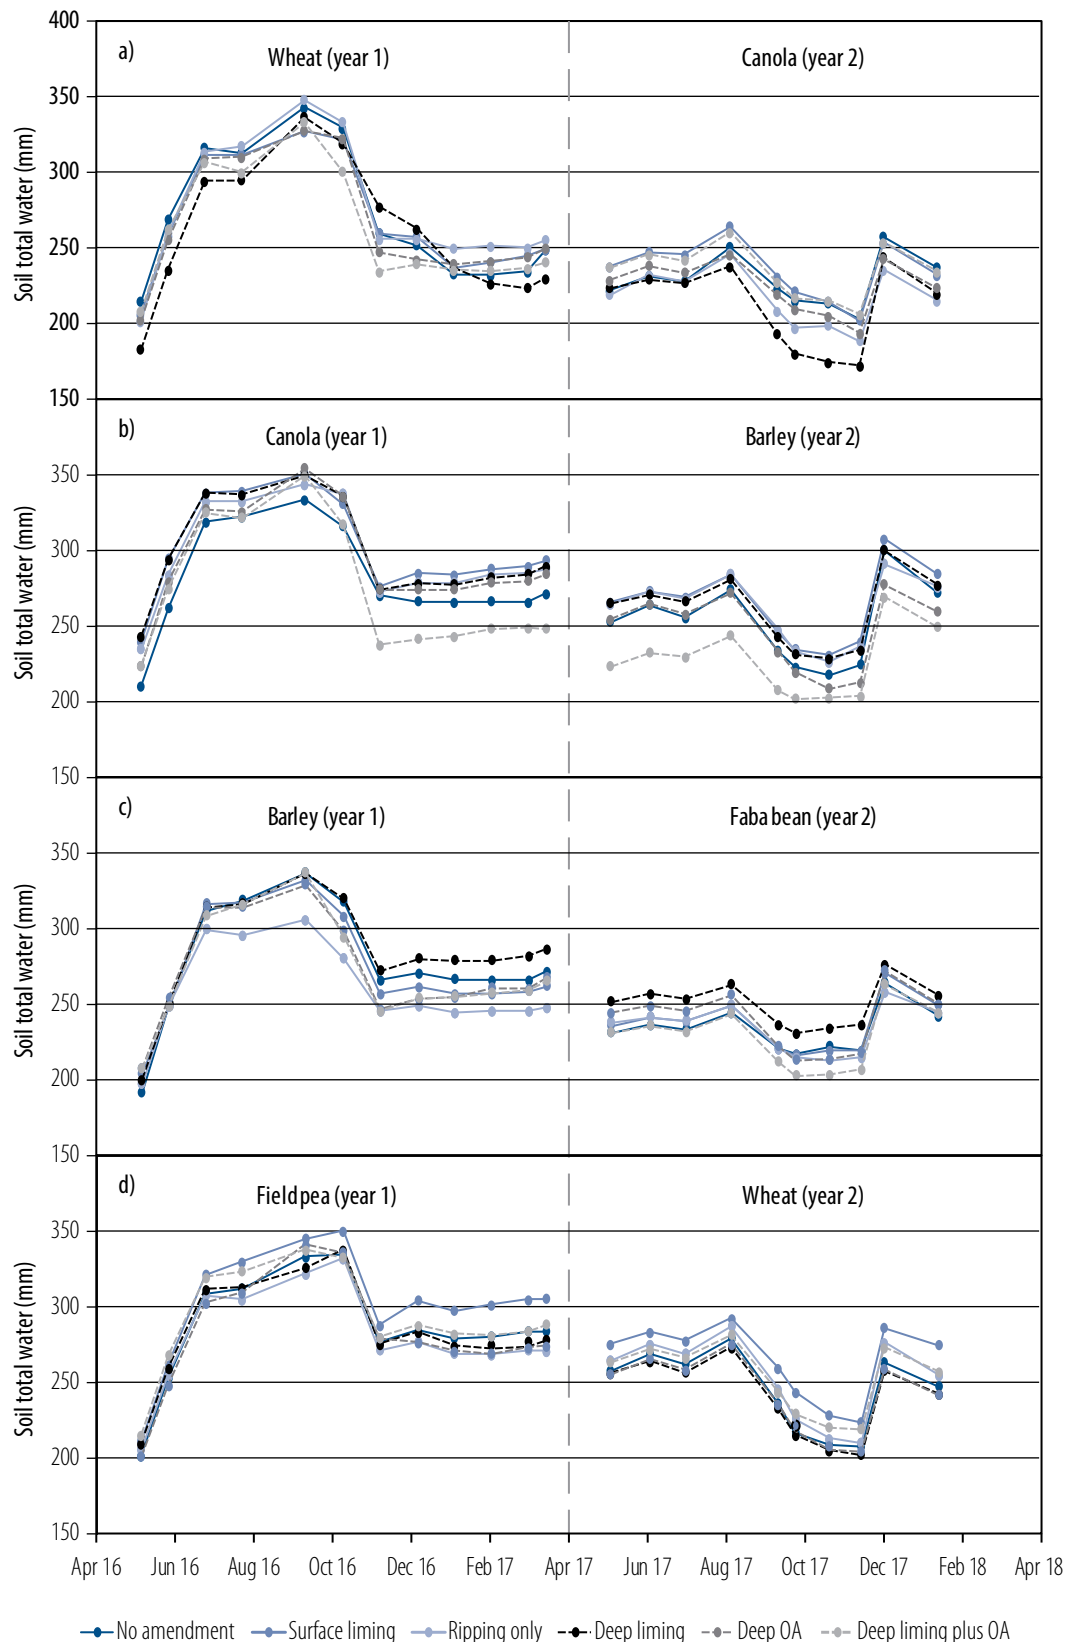 400
a)
Wheat (year 1)
Canola (year 2)
350
300
250
200
150
Soil total water (mm)
b)
Canola (year 1)
Barley (year 2)
350
300
250
200
150
Soil total water (mm)
c)
Barley (year 1)
Faba bean (year 2)
350
300
250
200
150
Soil total water (mm)
d)
Field pea (year 1)
Wheat (year 2)
350
300
250
200
150
Soil total water (mm)
Apr 16 Jun 16 Aug 16 Oct 16 Dec 16 Feb 17 Apr 17 Jun 17 Aug 17 Oct 17 Dec 17 Feb 18 Apr 18
No amendment Surface liming Ripping only Deep liming Deep OA Deep liming plus OA